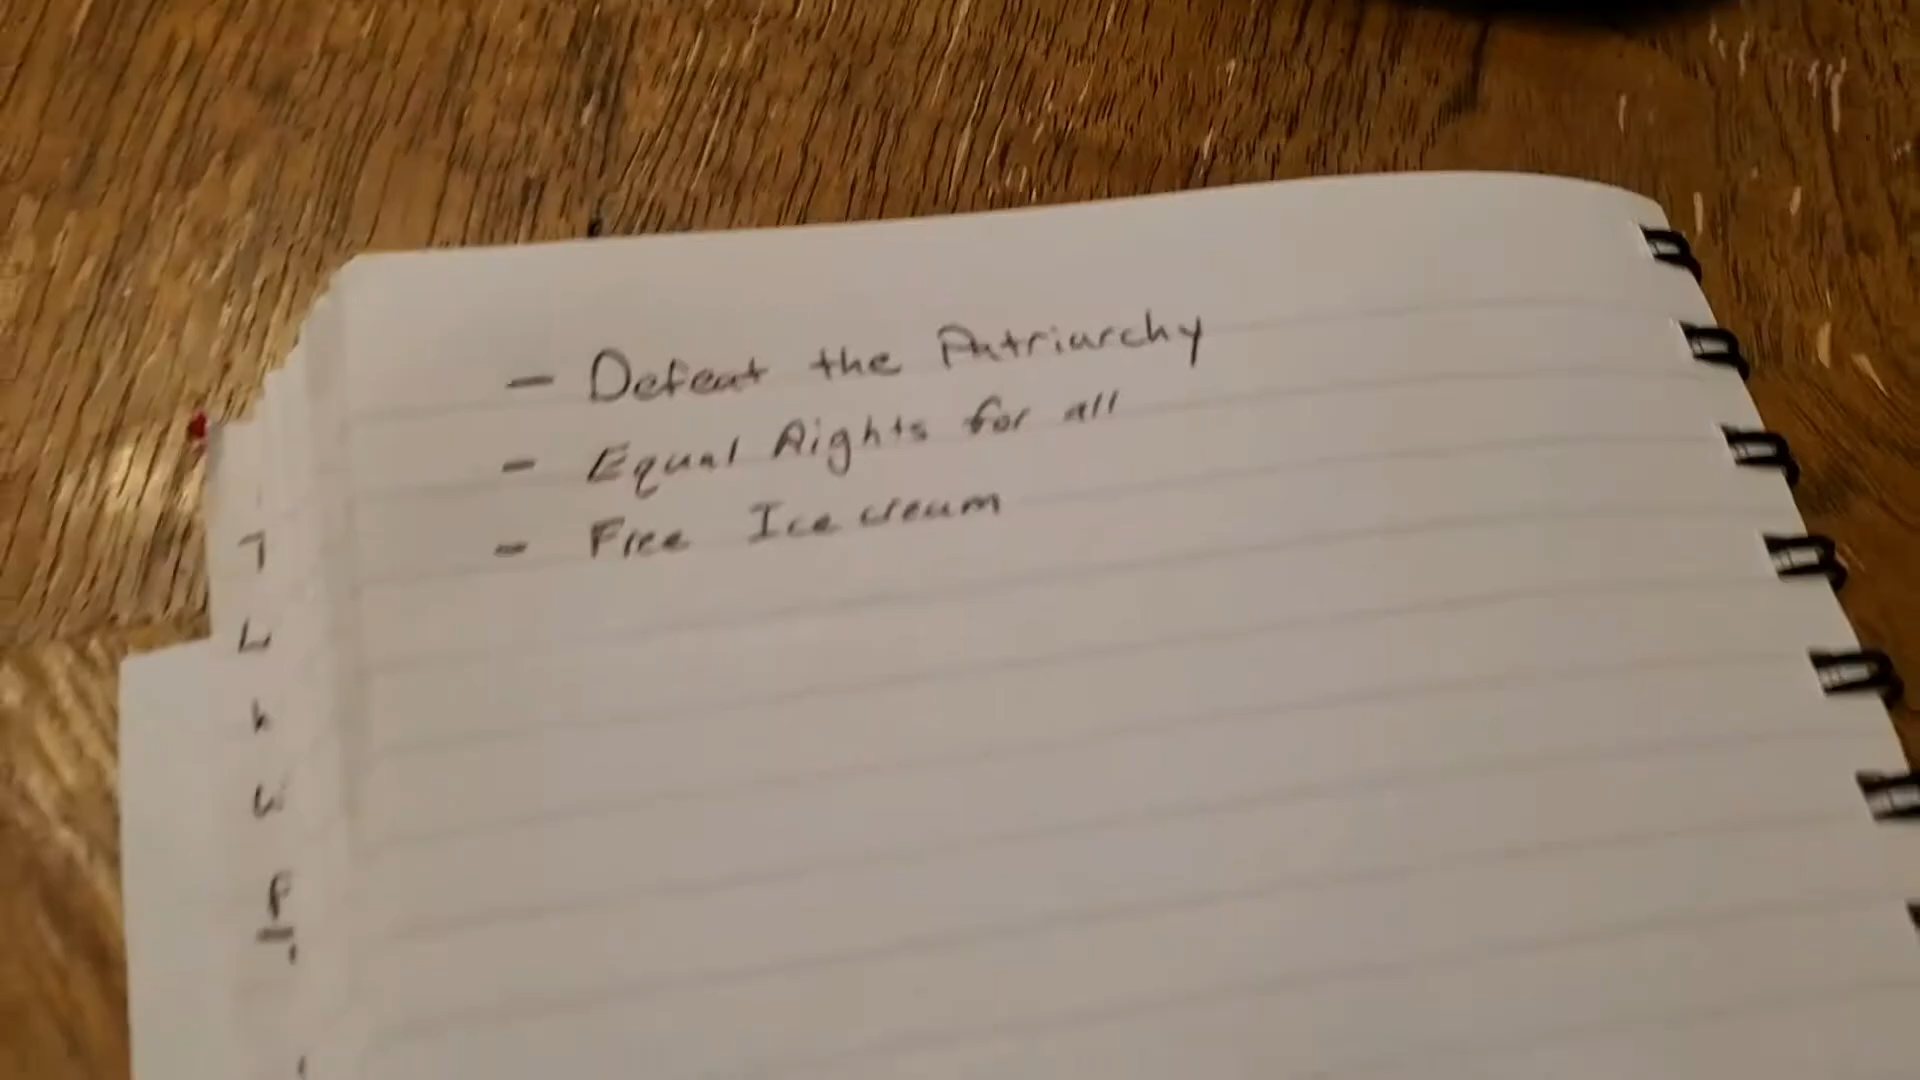 - Defeat the Patriarchy
- Equal Rights for all
- Free Ice cream